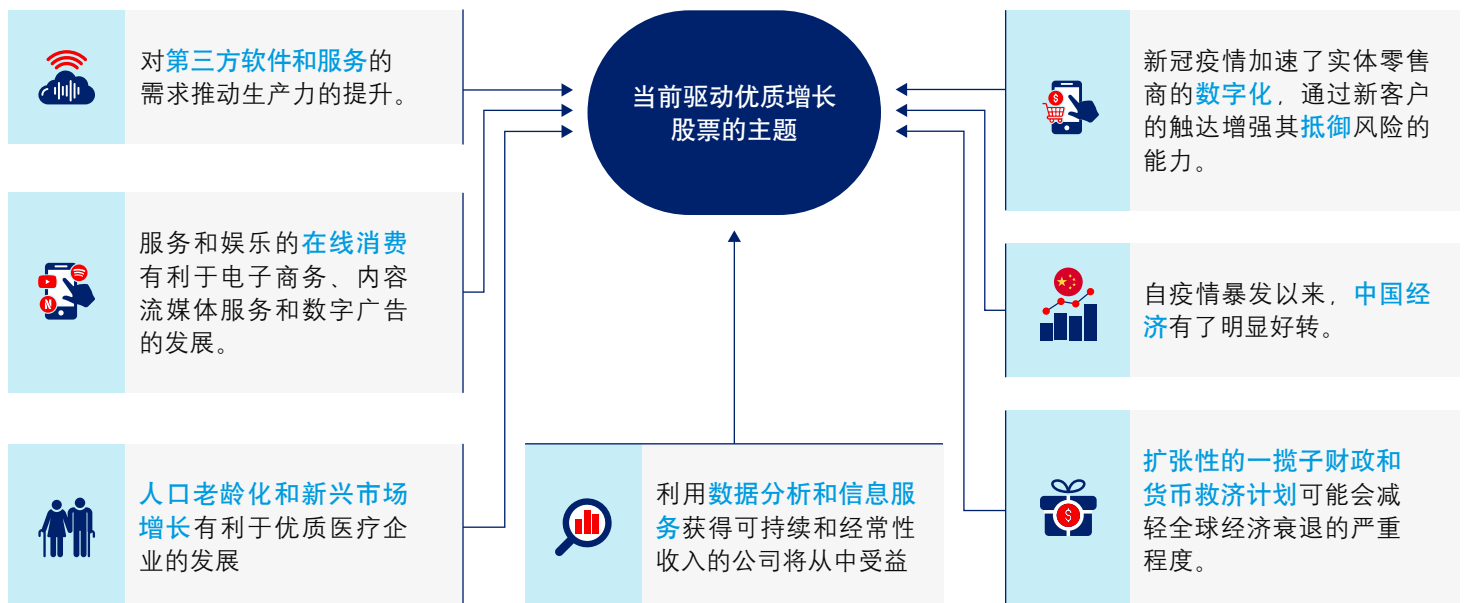 当前驱动优质增长
股票的主题
对第三方软件和服务的
需求推动生产力的提升。
服务和娱乐的在线消费
有利于电子商务、内容
流媒体服务和数字广告
的发展。
人口老龄化和新兴市场
增长有利于优质医疗企
业的发展
利用数据分析和信息服
务获得可持续和经常性
收入的公司将从中受益
新冠疫情加速了实体零售
商的数字化，通过新客户
的触达增强其抵御风险的
能力。
自疫情暴发以来，中国经
济有了明显好转。
扩张性的一揽子财政和
货币救济计划可能会减
轻全球经济衰退的严重
程度。